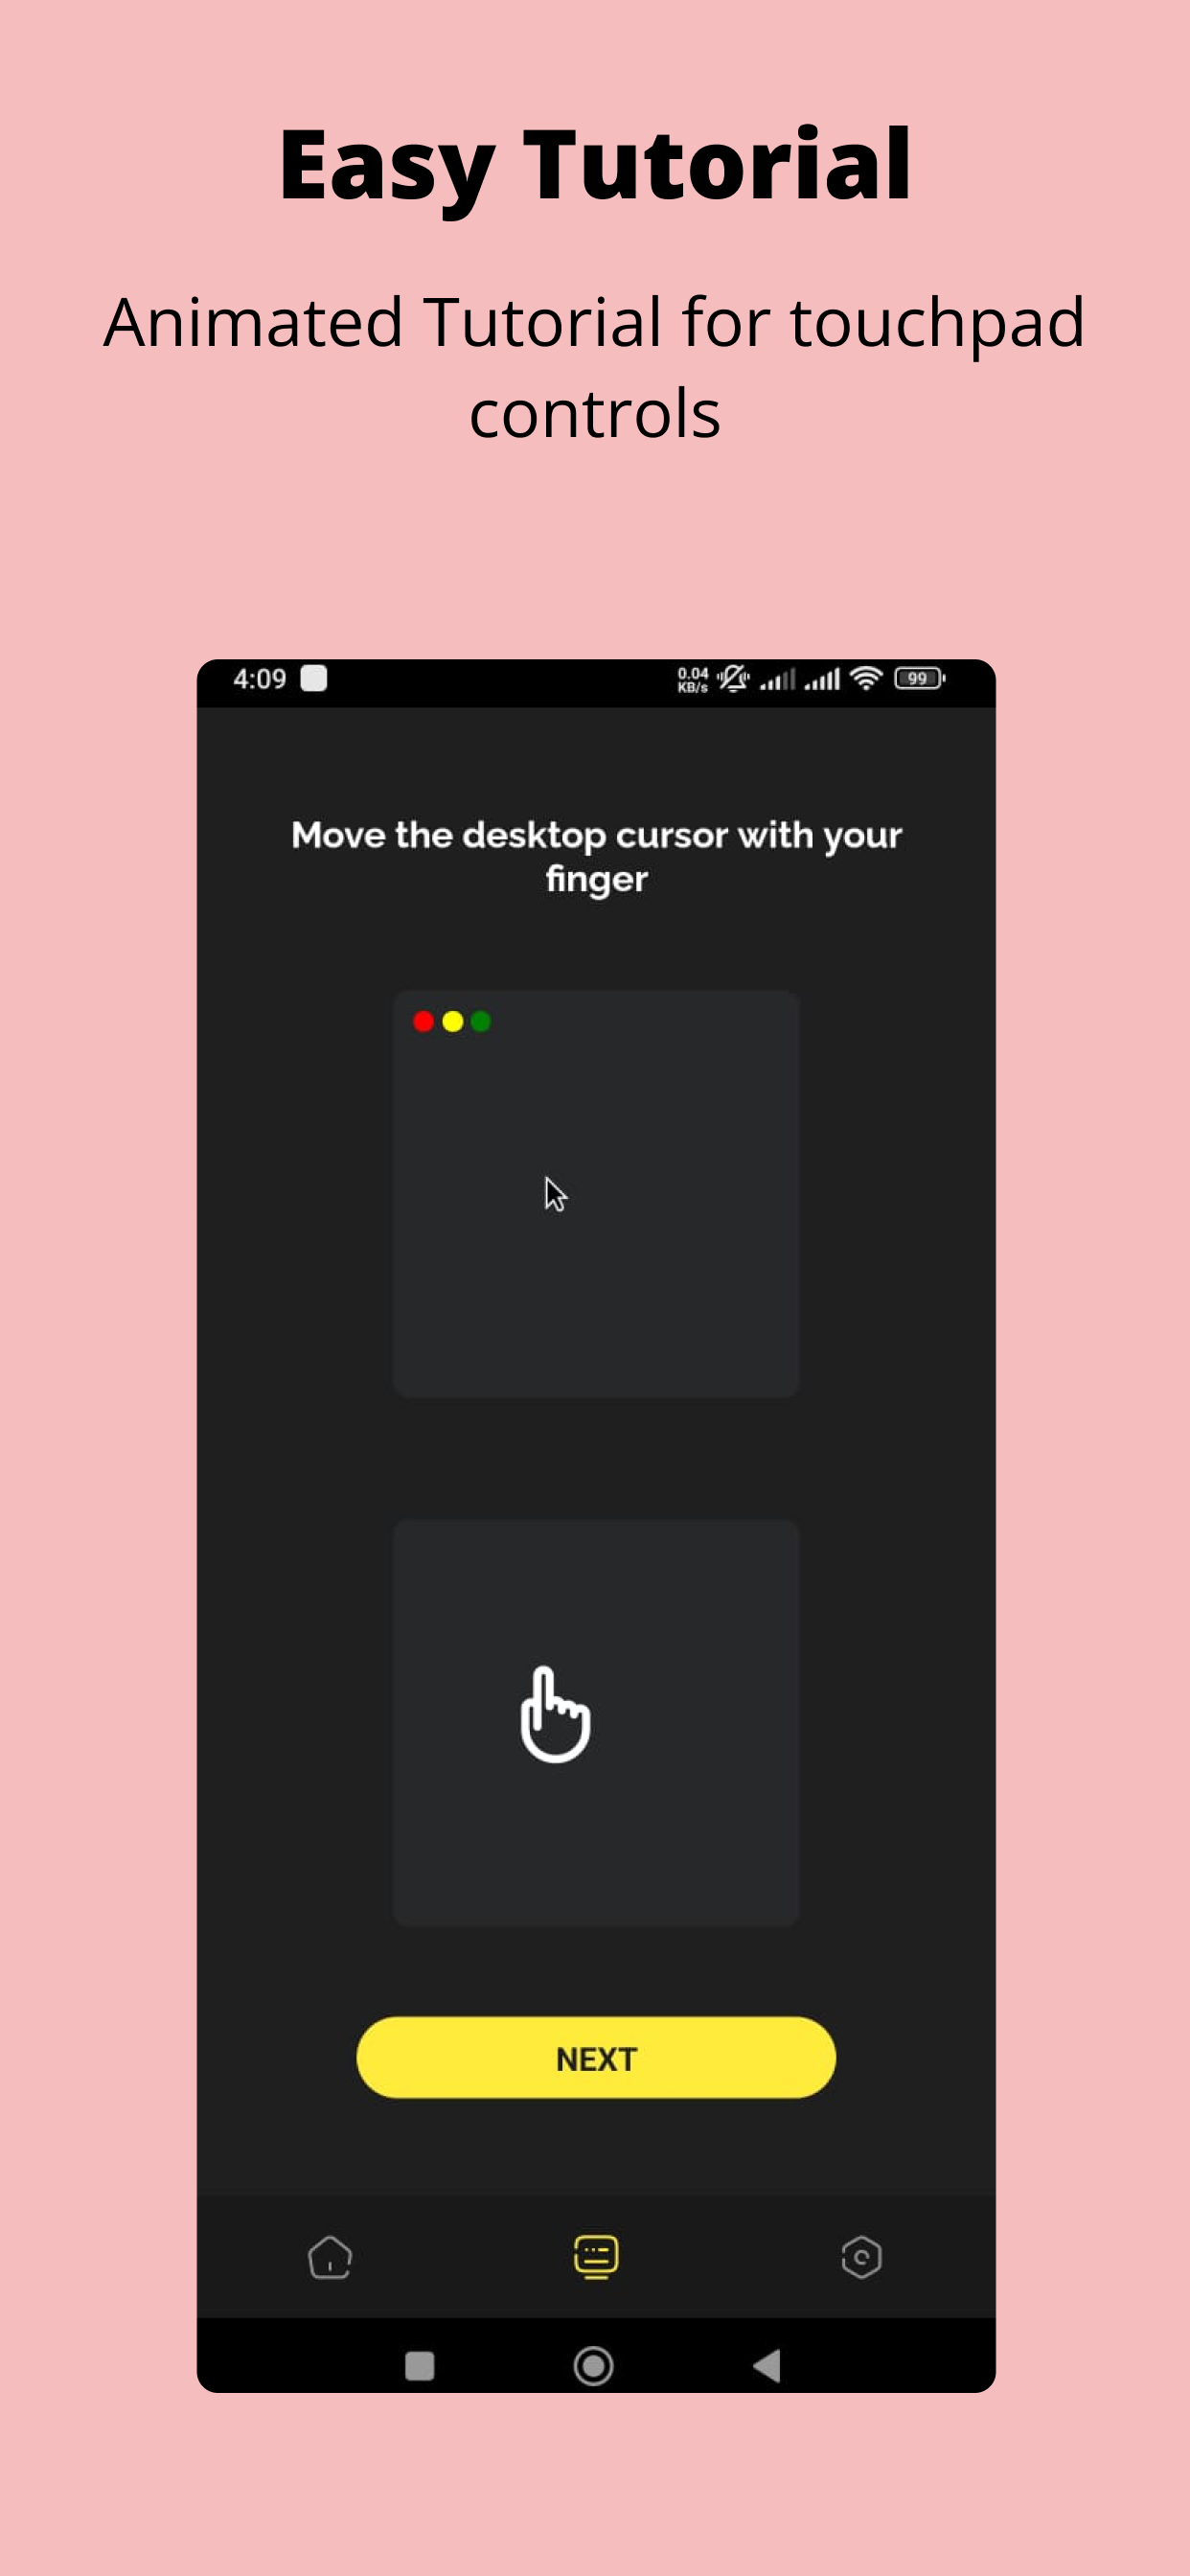 Easy Tutorial
Animated Tutorial for touchpad
controls
4:09
0.04
KB/s
99
Move the desktop cursor with your
finger
NEXT